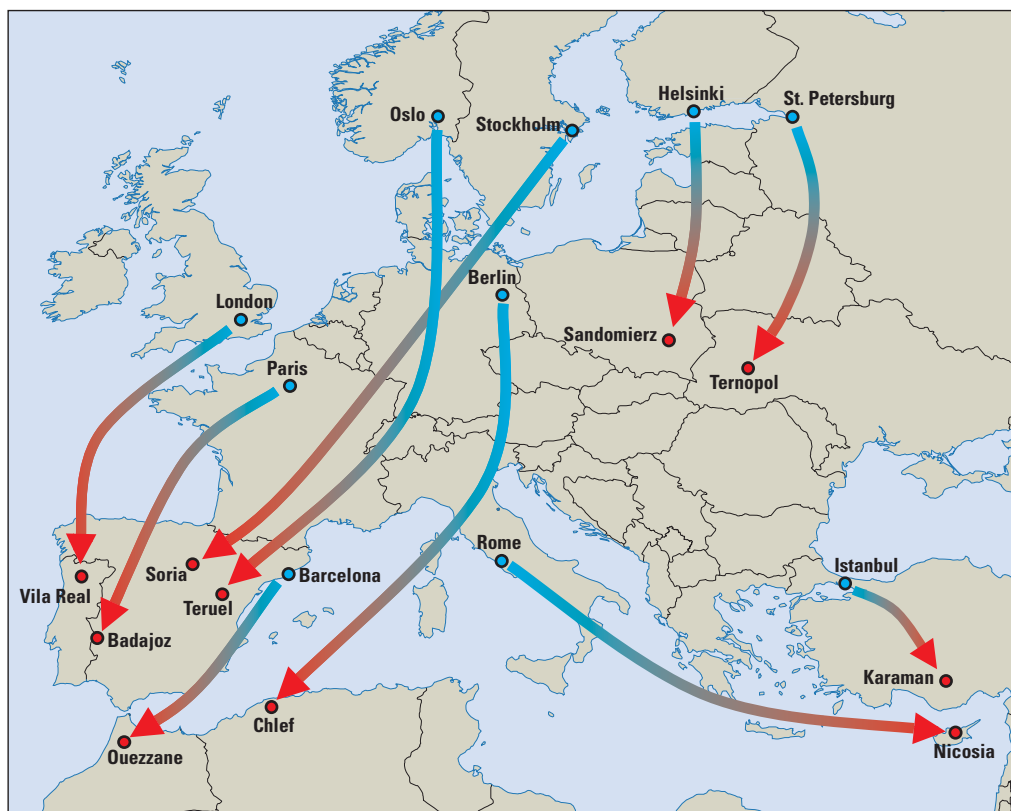 Helsinki
St. Petersburg
Oslo
Stockholm
Berlin
London
Sandomierz
Paris
Ternopol
Rome
Istanbul
Soria
Barcelona
Vila Real
Teruel
Badajoz
Karaman
Chlef
Ouezzane
Nicosia